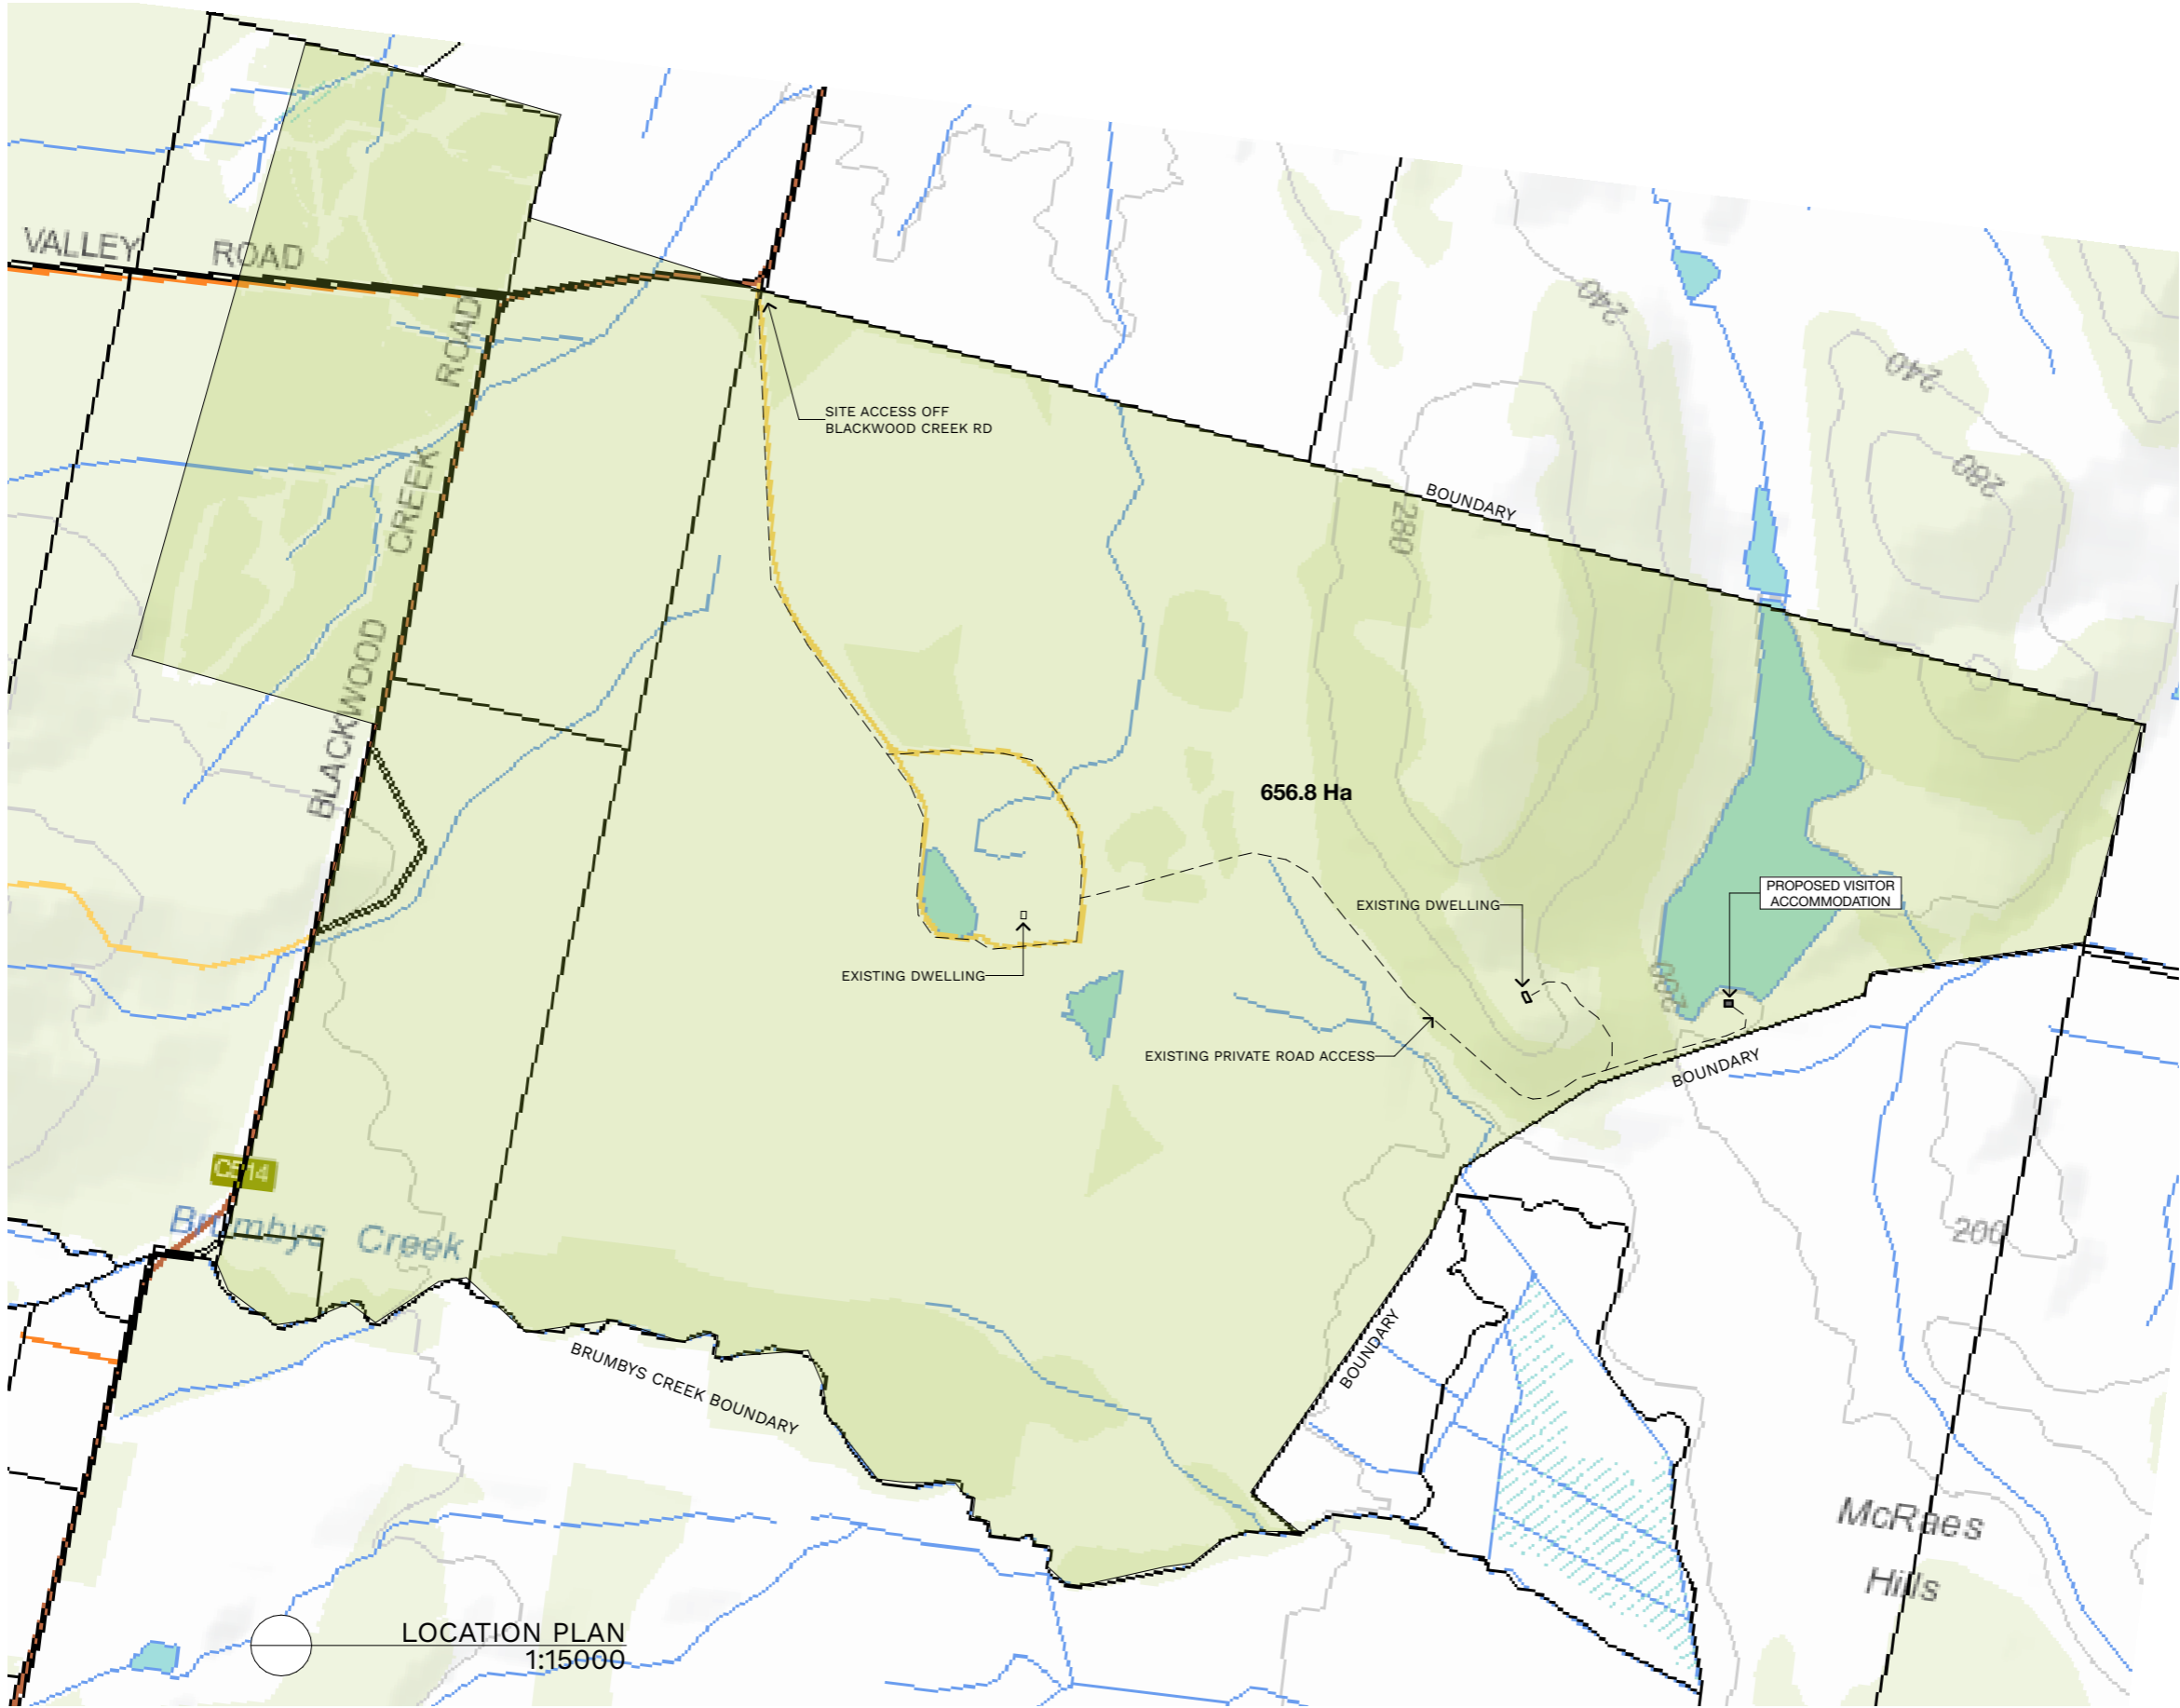 VALLEY ROAD
BLACKWOOD CREEK ROAD
SITE ACCESS OFF
BLACKWOOD CREEK RD
240
240
280
280
BOUNDARY
656.8 Ha
PROPOSED VISITOR
ACCOMMODATION
EXISTING DWELLING
EXISTING DWELLING
200
EXISTING PRIVATE ROAD ACCESS
BOUNDARY
C514
Brumbys Creek
200
BOUNDARY
BRUMBYS CREEK BOUNDARY
McRaes
Hills
LOCATION PLAN
1:15000